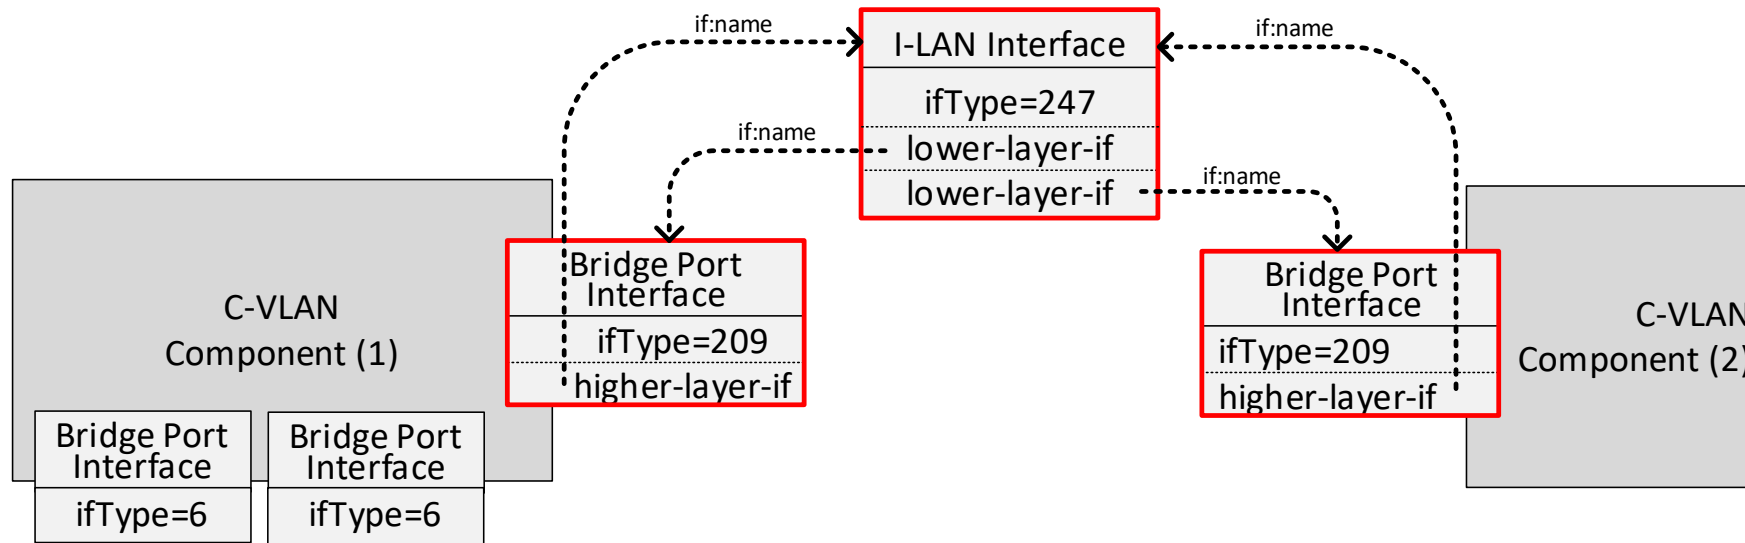 if:name
I-LAN Interface
if:name
ifType=247
if:name
lower-layer-if
lower-layer-if
if:name
C-VLAN
Component (1)
Bridge Port
Interface
ifType=209
higher-layer-if
Bridge Port
Interface
ifType=209
higher-layer-if
C-VLAN
Component (2)
Bridge Port
Interface
ifType=6
Bridge Port
Interface
ifType=6